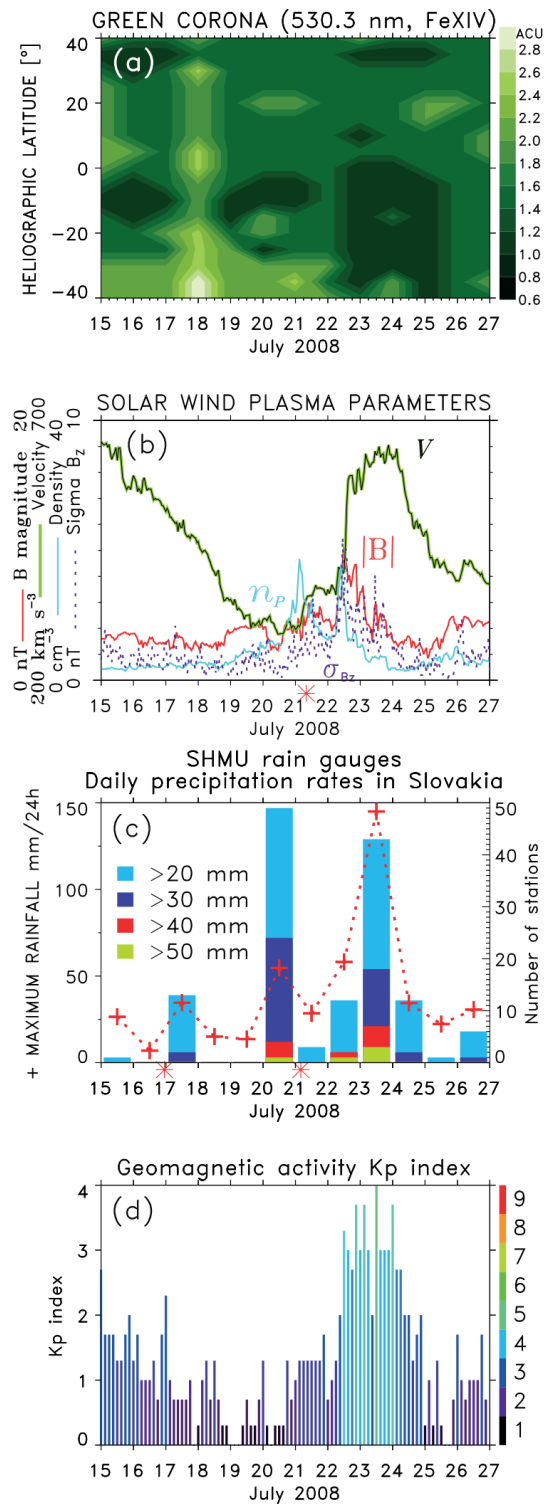 GREEN CORONA (530.3 nm, FeXIV)
ACU
(a)
HELIOGRAPHIC LATITUDE [°]
40
20
0
−20
−40
2.8
2.6
2.4
2.2
2.0
1.8
1.6
1.4
1.2
1.0
0.8
0.6
15 16 17 18 19 20 21 22 23 24 25 26 27
July 2008
SOLAR WIND PLASMA PARAMETERS
(b)
0 nT B magnitude 20
200 km s⁻³ Velocity 700
0 cm⁻³ Density 40
0 nT Sigma Bz 10
V
|B|
nP
σBz
15 16 17 18 19 20 21 22 23 24 25 26 27
July 2008
SHMU rain gauges
Daily precipitation rates in Slovakia
(c)
+ MAXIMUM RAINFALL mm/24h
150
100
50
0
>20 mm
>30 mm
>40 mm
>50 mm
50
40
30
20
10
0
Number of stations
15 16 17 18 19 20 21 22 23 24 25 26 27
July 2008
Geomagnetic activity Kp index
(d)
Kp index
4
3
2
1
0
9
8
7
6
5
4
3
2
1
15 16 17 18 19 20 21 22 23 24 25 26 27
July 2008